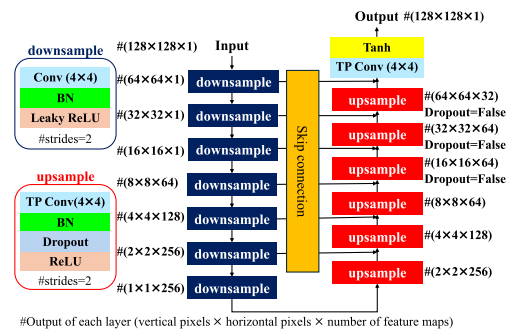 Output #(128×128×1)
downsample #(128×128×1) Input
Tanh
TP Conv (4×4)
Conv (4×4)
BN
Leaky ReLU
#strides=2
#(64×64×1) downsample
#(32×32×1) downsample
#(16×16×1) downsample
#(8×8×64) downsample
#(4×4×128) downsample
#(2×2×256) downsample
#(1×1×256) downsample
Skip connection
upsample #(64×64×32)
Dropout=False
upsample #(32×32×64)
Dropout=False
upsample #(16×16×64)
Dropout=False
upsample #(8×8×64)
upsample #(4×4×128)
upsample #(2×2×256)
upsample
TP Conv(4×4)
BN
Dropout
ReLU
#strides=2
#Output of each layer (vertical pixels × horizontal pixels × number of feature maps)